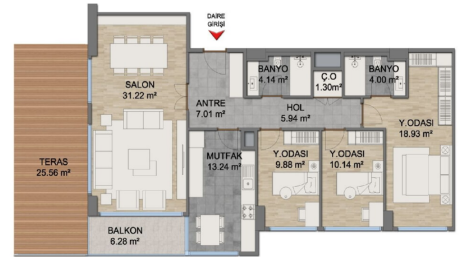 DAİRE
GİRİŞİ
BANYO
4.14 m²
Ç.O
1.30m²
BANYO
4.00 m²
SALON
31.22 m²
ANTRE
7.01 m²
HOL
5.94 m²
Y.ODASI
18.93 m²
MUTFAK
13.24 m²
Y.ODASI
9.88 m²
Y.ODASI
10.14 m²
TERAS
25.56 m²
BALKON
6.28 m²